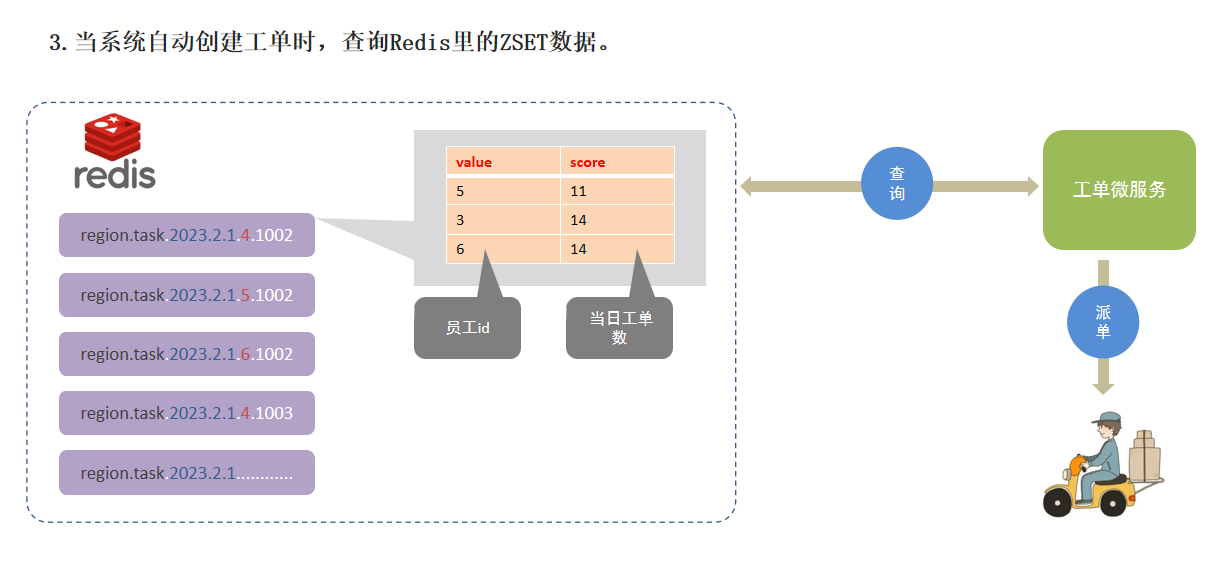 3. 当系统自动创建工单时，查询Redis里的ZSET数据。
redis
value score
5 11
3 14
6 14
员工id
当日工单
数
region.task.2023.2.1.4.1002
region.task.2023.2.1.5.1002
region.task.2023.2.1.6.1002
region.task.2023.2.1.4.1003
region.task.2023.2.1............
查
询
工单微服务
派
单